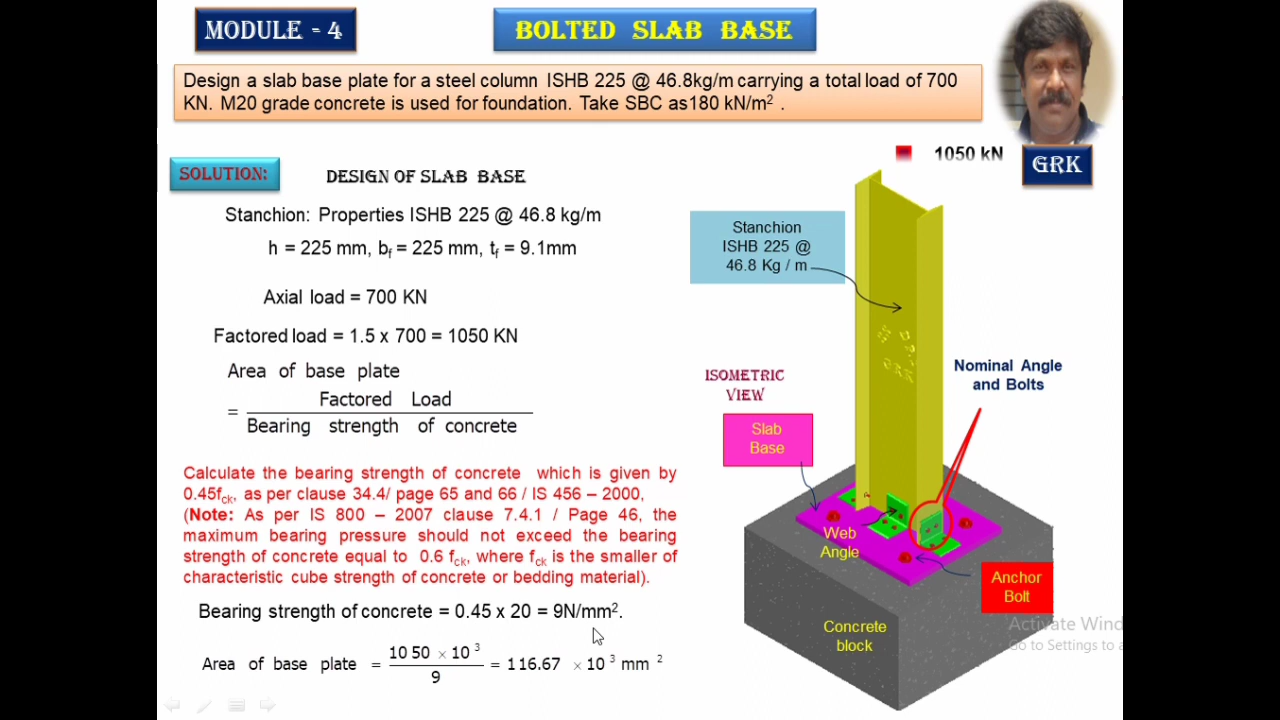 MODULE - 4
BOLTED SLAB BASE
Design a slab base plate for a steel column ISHB 225 @ 46.8kg/m carrying a total load of 700
KN. M20 grade concrete is used for foundation. Take SBC as180 kN/m² .
1050 kN
GRK
SOLUTION:
DESIGN OF SLAB BASE
Stanchion: Properties ISHB 225 @ 46.8 kg/m
h = 225 mm, bf = 225 mm, tf = 9.1mm
Axial load = 700 KN
Factored load = 1.5 x 700 = 1050 KN
Area of base plate
= Factored Load
Bearing strength of concrete
Calculate the bearing strength of concrete which is given by
0.45fck, as per clause 34.4/ page 65 and 66 / IS 456 – 2000,
(Note: As per IS 800 – 2007 clause 7.4.1 / Page 46, the
maximum bearing pressure should not exceed the bearing
strength of concrete equal to 0.6 fck, where fck is the smaller of
characteristic cube strength of concrete or bedding material).
Bearing strength of concrete = 0.45 x 20 = 9N/mm².
Area of base plate = 10 50 × 10 ³ / 9 = 116.67 × 10 ³ mm ²
Stanchion
ISHB 225 @
46.8 Kg / m
ISOMETRIC
VIEW
Nominal Angle
and Bolts
Slab
Base
GRK
Web
Angle
Anchor
Bolt
Concrete
block
Activate Wind
Go to Settings to a